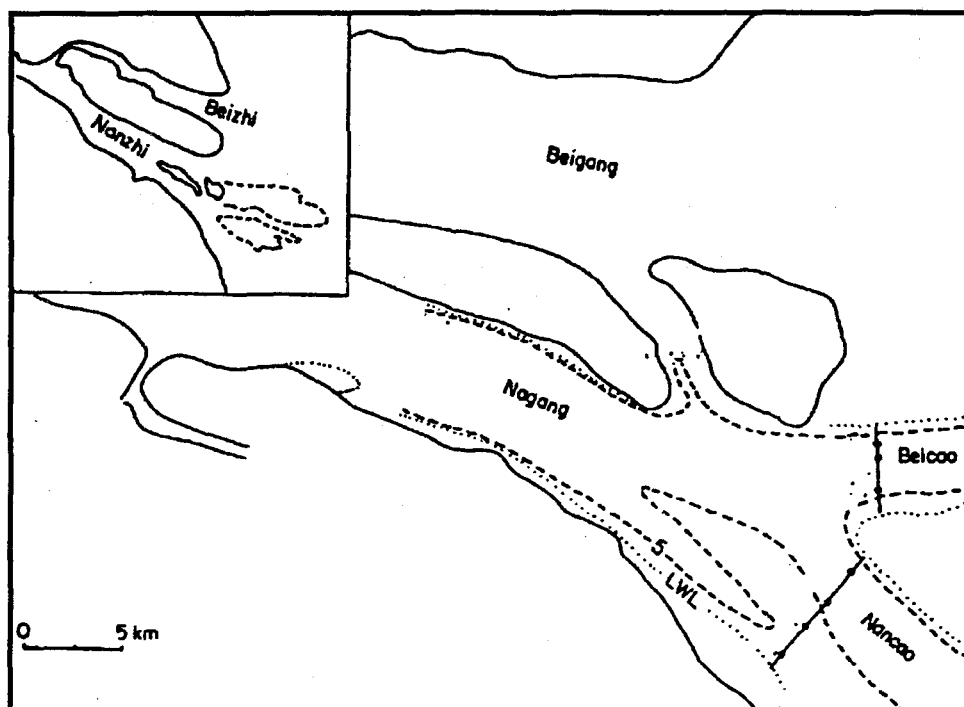 Beizhi
Nanzhi
Beigang
Nagang
Beicao
5
LWL
Nancao
0 5 km